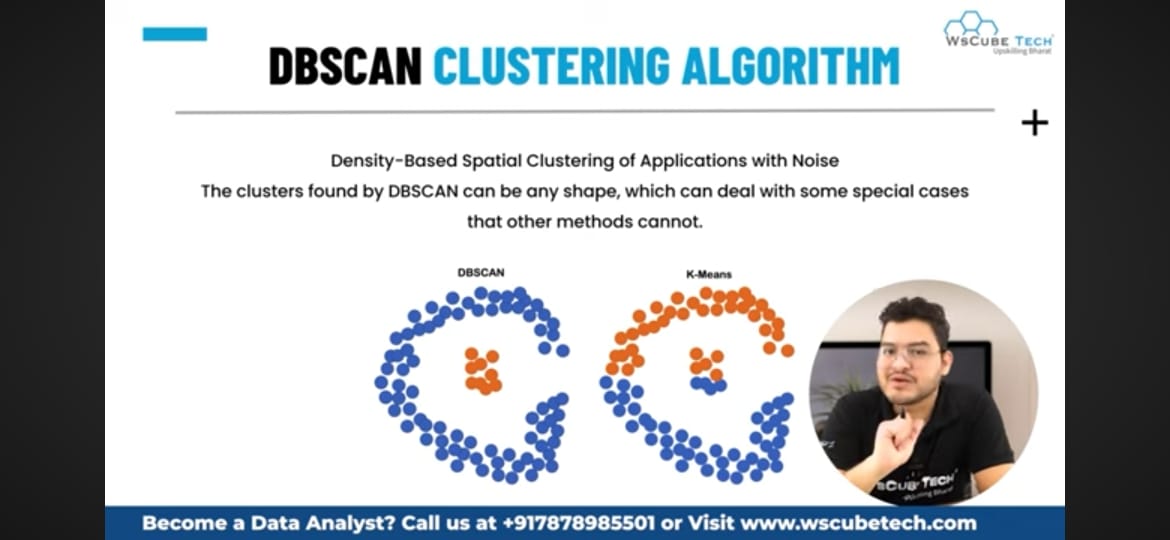 WsCube Tech
Upskilling Bharat
DBSCAN CLUSTERING ALGORITHM
Density-Based Spatial Clustering of Applications with Noise
The clusters found by DBSCAN can be any shape, which can deal with some special cases
that other methods cannot.
DBSCAN
K-Means
sCUB TECH
Become a Data Analyst? Call us at +917878985501 or Visit www.wscubetech.com